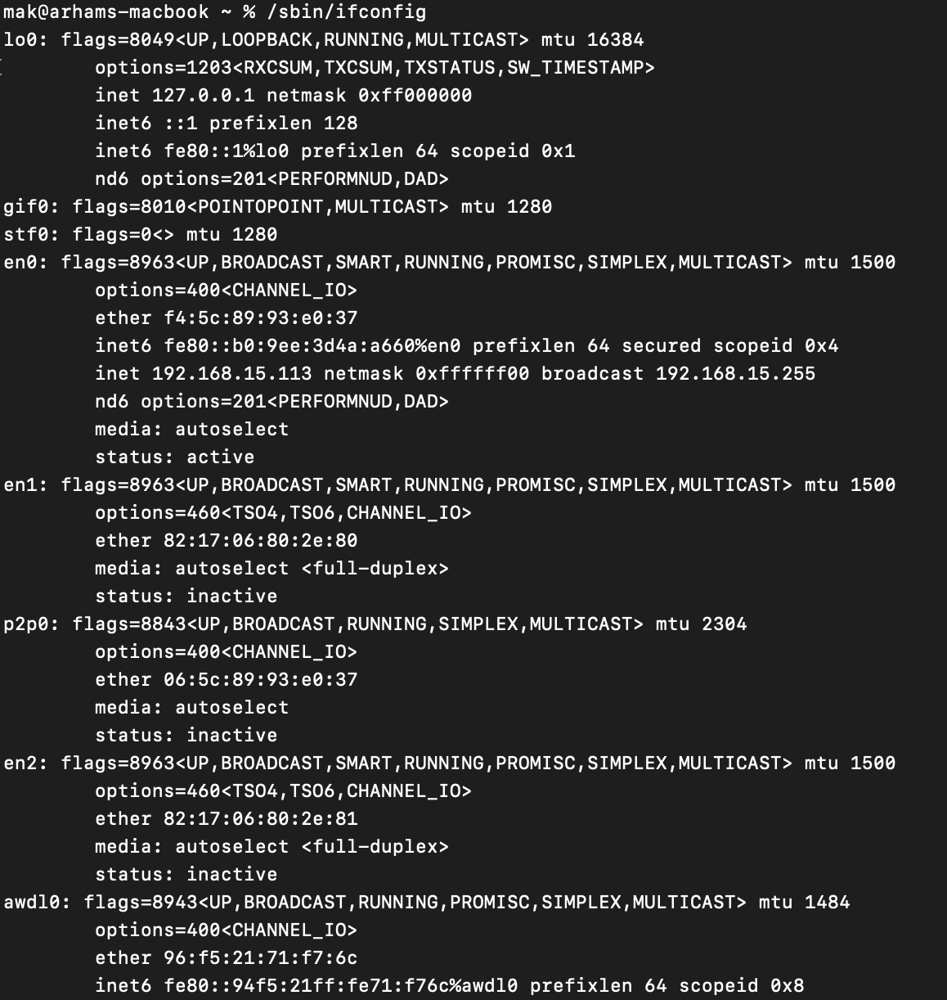 mak@arhams-macbook ~ % /sbin/ifconfig
lo0: flags=8049<UP,LOOPBACK,RUNNING,MULTICAST> mtu 16384
options=1203<RXCSUM,TXCSUM,TXSTATUS,SW_TIMESTAMP>
inet 127.0.0.1 netmask 0xff000000
inet6 ::1 prefixlen 128
inet6 fe80::1%lo0 prefixlen 64 scopeid 0x1
nd6 options=201<PERFORMNUD,DAD>
gif0: flags=8010<POINTOPOINT,MULTICAST> mtu 1280
stf0: flags=0<> mtu 1280
en0: flags=8963<UP,BROADCAST,SMART,RUNNING,PROMISC,SIMPLEX,MULTICAST> mtu 1500
options=400<CHANNEL_IO>
ether f4:5c:89:93:e0:37
inet6 fe80::b0:9ee:3d4a:a660%en0 prefixlen 64 secured scopeid 0x4
inet 192.168.15.113 netmask 0xffffff00 broadcast 192.168.15.255
nd6 options=201<PERFORMNUD,DAD>
media: autoselect
status: active
en1: flags=8963<UP,BROADCAST,SMART,RUNNING,PROMISC,SIMPLEX,MULTICAST> mtu 1500
options=460<TSO4,TSO6,CHANNEL_IO>
ether 82:17:06:80:2e:80
media: autoselect <full-duplex>
status: inactive
p2p0: flags=8843<UP,BROADCAST,RUNNING,SIMPLEX,MULTICAST> mtu 2304
options=400<CHANNEL_IO>
ether 06:5c:89:93:e0:37
media: autoselect
status: inactive
en2: flags=8963<UP,BROADCAST,SMART,RUNNING,PROMISC,SIMPLEX,MULTICAST> mtu 1500
options=460<TSO4,TSO6,CHANNEL_IO>
ether 82:17:06:80:2e:81
media: autoselect <full-duplex>
status: inactive
awdl0: flags=8943<UP,BROADCAST,RUNNING,PROMISC,SIMPLEX,MULTICAST> mtu 1484
options=400<CHANNEL_IO>
ether 96:f5:21:71:f7:6c
inet6 fe80::94f5:21ff:fe71:f76c%awdl0 prefixlen 64 scopeid 0x8